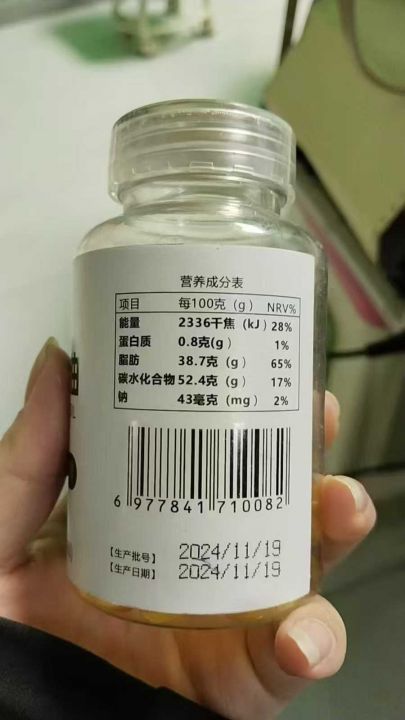 营养成分表
项目 每100克（g） NRV%
能量 2336千焦（kJ） 28%
蛋白质 0.8克(g） 1%
脂肪 38.7克（g） 65%
碳水化合物 52.4克（g） 17%
钠 43毫克（mg） 2%
6 977841 710082
【生产批号】 2024/11/19
【生产日期】 2024/11/19